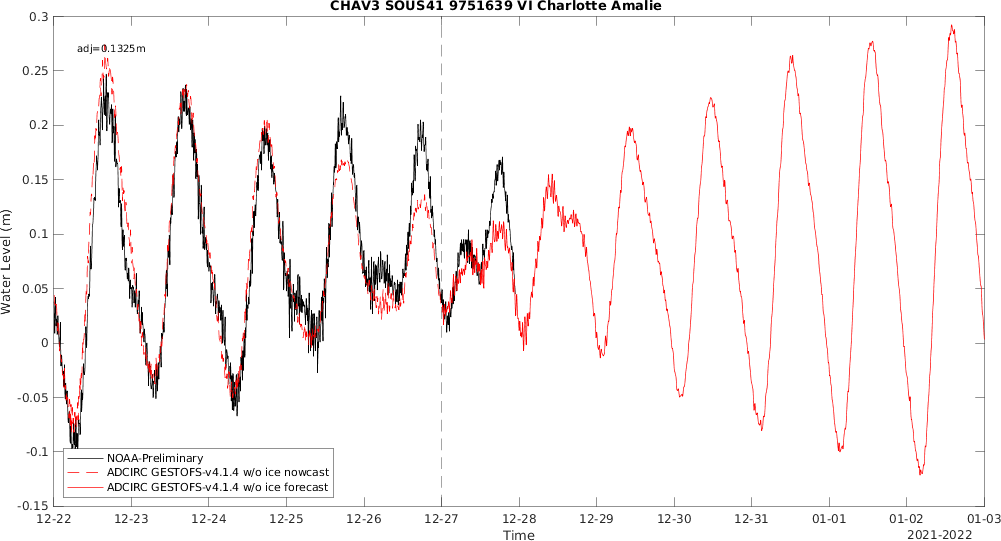 CHAV3 SOUS41 9751639 VI Charlotte Amalie
adj=0.1325m
0.3
0.25
0.2
0.15
0.1
0.05
0
-0.05
-0.1
-0.15
Water Level (m)
NOAA-Preliminary
ADCIRC GESTOFS-v4.1.4 w/o ice nowcast
ADCIRC GESTOFS-v4.1.4 w/o ice forecast
12-22 12-23 12-24 12-25 12-26 12-27 12-28 12-29 12-30 12-31 01-01 01-02 01-03
Time
2021-2022